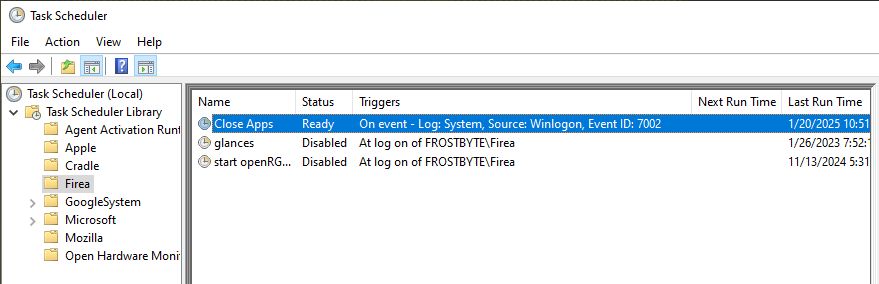 Task Scheduler
File Action View Help
Task Scheduler (Local)
Task Scheduler Library
Agent Activation Runt
Apple
Cradle
Firea
GoogleSystem
Microsoft
Mozilla
Open Hardware Moni
Name Status Triggers Next Run Time Last Run Time
Close Apps Ready On event - Log: System, Source: Winlogon, Event ID: 7002 1/20/2025 10:51
glances Disabled At log on of FROSTBYTE\Firea 1/26/2023 7:52:
start openRG... Disabled At log on of FROSTBYTE\Firea 11/13/2024 5:31